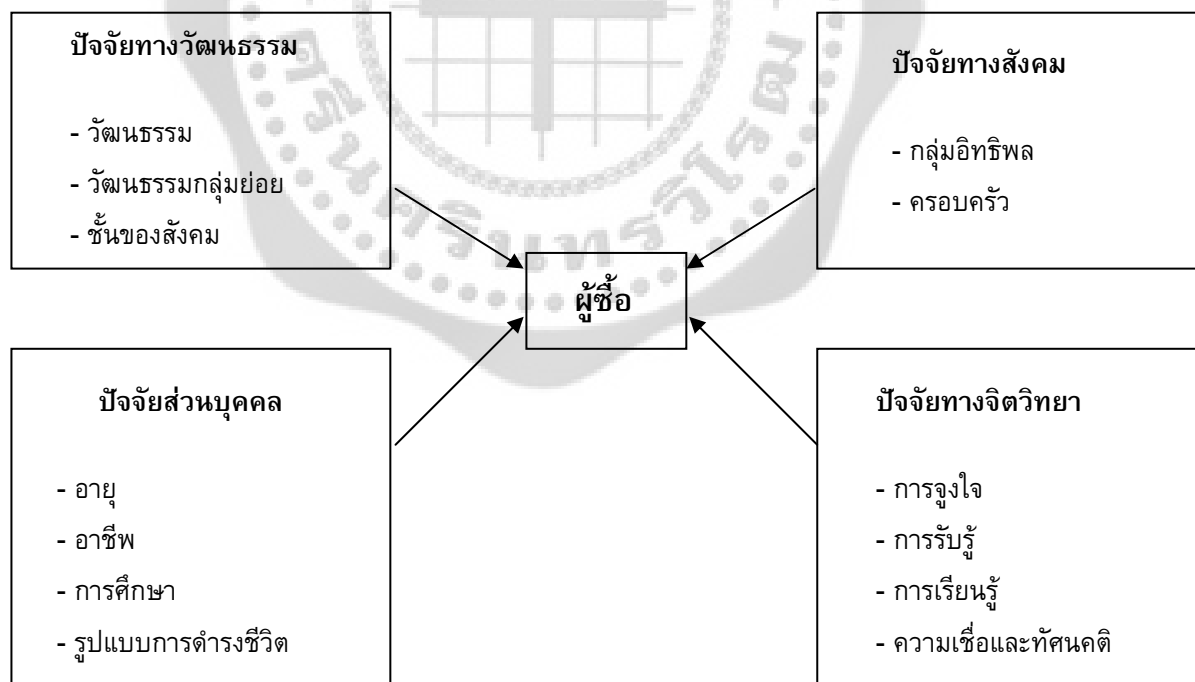 ปัจจัยทางวัฒนธรรม
- วัฒนธรรม
- วัฒนธรรมกลุ่มย่อย
- ชั้นของสังคม
ปัจจัยทางสังคม
- กลุ่มอิทธิพล
- ครอบครัว
ผู้ซื้อ
ปัจจัยส่วนบุคคล
- อายุ
- อาชีพ
- การศึกษา
- รูปแบบการดำรงชีวิต
ปัจจัยทางจิตวิทยา
- การจูงใจ
- การรับรู้
- การเรียนรู้
- ความเชื่อและทัศนคติ